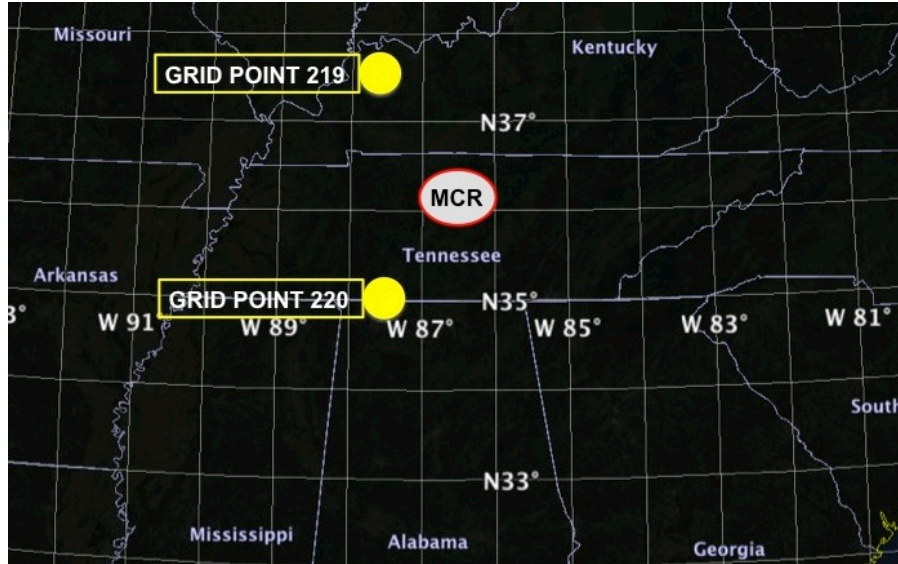 Missouri
Kentucky
GRID POINT 219
N37°
MCR
Tennessee
Arkansas
GRID POINT 220
N35°
3°
W 91°
W 89°
W 87°
W 85°
W 83°
W 81°
South
N33°
Mississippi
Alabama
Georgia